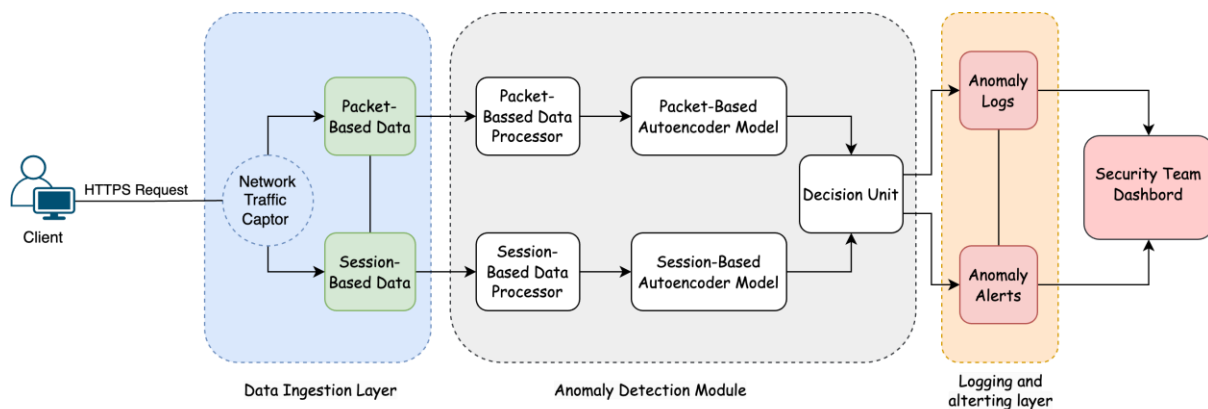 Client
HTTPS Request
Network
Traffic
Captor
Packet-
Based Data
Session-
Based Data
Data Ingestion Layer
Packet-
Bassed Data
Processor
Packet-Based
Autoencoder Model
Session-
Based Data
Processor
Session-Based
Autoencoder Model
Decision Unit
Anomaly Detection Module
Anomaly
Logs
Anomaly
Alerts
Logging and
alterting layer
Security Team
Dashbord